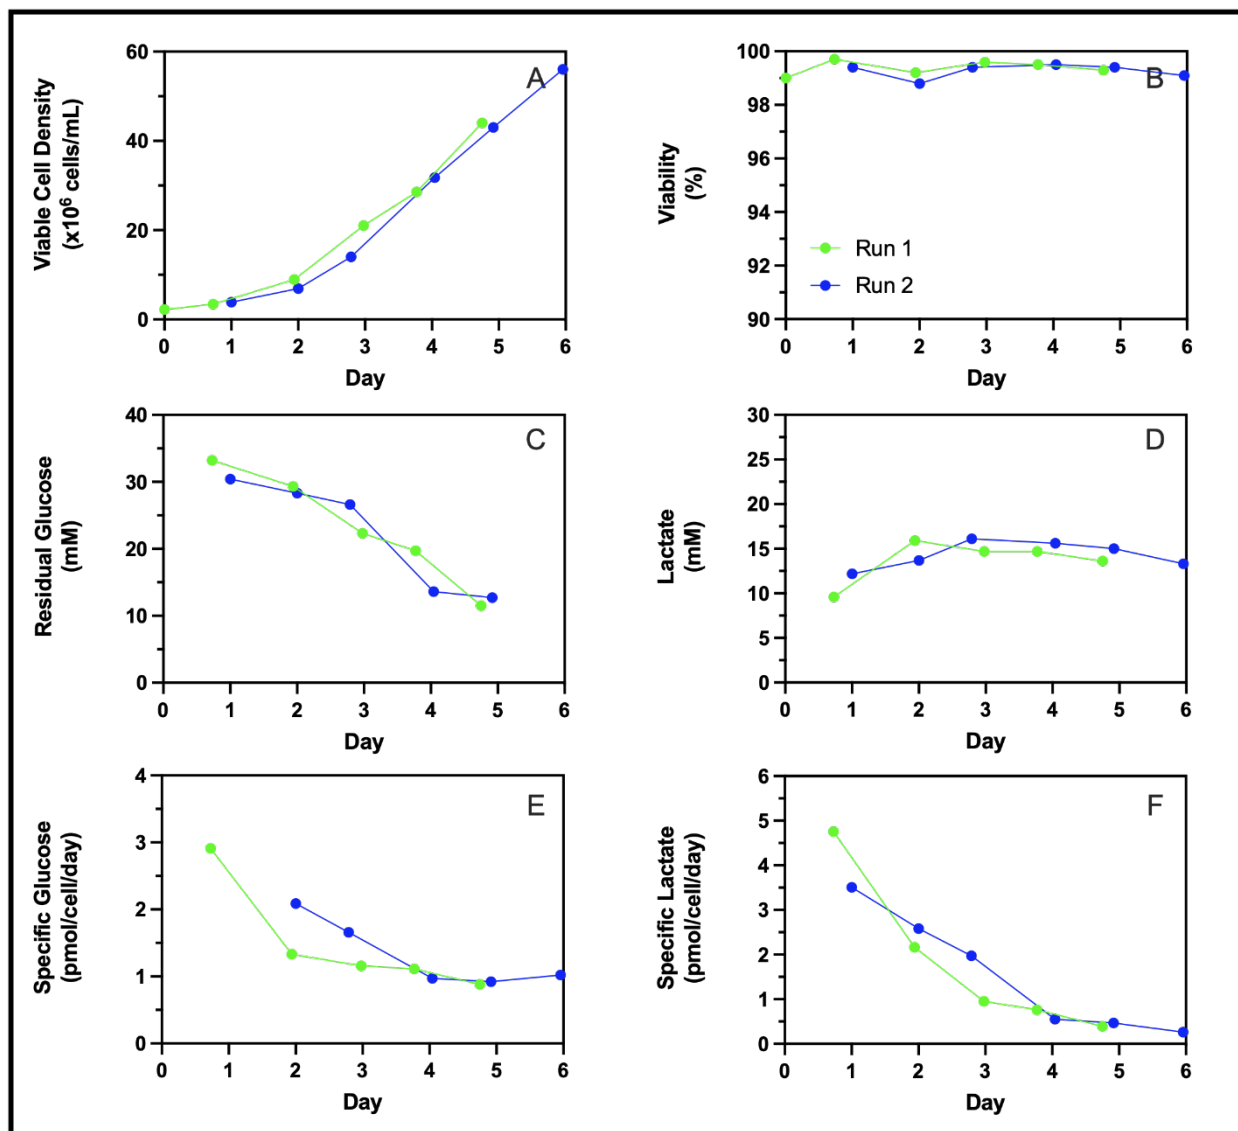 A
60
40
20
0
0 1 2 3 4 5 6
Day
Viable Cell Density
(x10⁶ cells/mL)
B
100
98
96
94
92
90
0 1 2 3 4 5 6
Day
Viability
(%)
Run 1
Run 2
C
40
30
20
10
0
0 1 2 3 4 5 6
Day
Residual Glucose
(mM)
D
30
25
20
15
10
5
0
0 1 2 3 4 5 6
Day
Lactate
(mM)
E
4
3
2
1
0
0 1 2 3 4 5 6
Day
Specific Glucose
(pmol/cell/day)
F
6
5
4
3
2
1
0
0 1 2 3 4 5 6
Day
Specific Lactate
(pmol/cell/day)